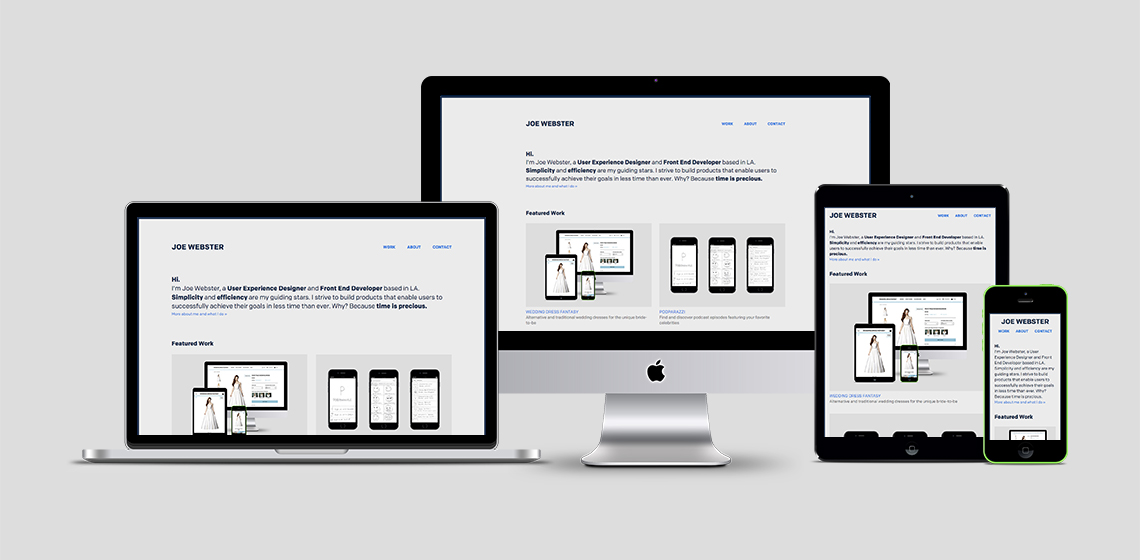 JOE WEBSTER
WORK ABOUT CONTACT
Hi.
I'm Joe Webster, a User Experience Designer and Front End Developer based in LA.
Simplicity and efficiency are my guiding stars. I strive to build products that enable users to
successfully achieve their goals in less time than ever. Why? Because time is precious.
More about me and what I do »
Featured Work
WEDDING DRESS FANTASY
Alternative and traditional wedding dresses for the unique bride
to-be
PODPARAZZI
Find and discover podcast episodes featuring your favorite
celebrities
JOE WEBSTER
WORK ABOUT CONTACT
Hi.
I'm Joe Webster, a User Experience Designer and Front End Developer based in LA.
Simplicity and efficiency are my guiding stars. I strive to build products that enable users to
successfully achieve their goals in less time than ever. Why? Because time is precious.
More about me and what I do »
Featured Work
JOE WEBSTER
WORK ABOUT CONTACT
Hi.
I'm Joe Webster, a User Experience Designer and Front End Developer based in LA.
Simplicity and efficiency are my guiding stars. I strive to build products that enable
users to successfully achieve their goals in less time than ever. Why? Because time is
precious.
More about me and what I do »
Featured Work
WEDDING DRESS FANTASY
Alternative and traditional wedding dresses for the unique bride to-be
JOE WEBSTER
WORK ABOUT CONTACT
Hi.
I'm Joe Webster, a User
Experience Designer and Front
End Developer based in LA.
Simplicity and efficiency are my
guiding stars. I strive to build
products that enable users to
successfully achieve their goals
in less time than ever. Why?
Because time is precious.
More about me and what I do »
Featured Work